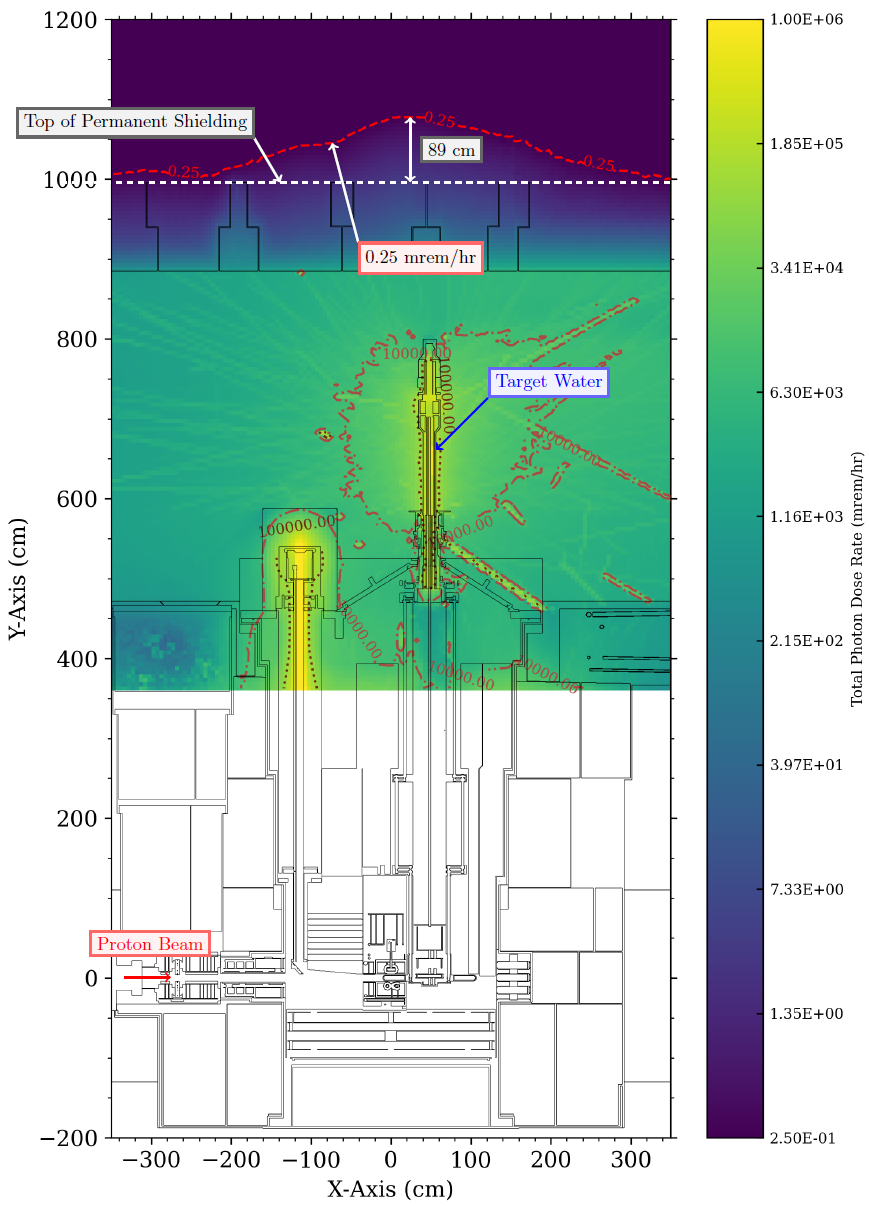 1200
Top of Permanent Shielding
0.25
0.25
0.25
89 cm
0.25 mrem/hr
800
10000.00
10000.00
Target Water
10000.00
600
100000.00
10000.00
400
10000.00
10000.00
10000.00
200
Proton Beam
0
−200
−300
−200
−100
0
100
200
300
X-Axis (cm)
Y-Axis (cm)
1.00E+06
1.85E+05
3.41E+04
6.30E+03
1.16E+03
2.15E+02
3.97E+01
7.33E+00
1.35E+00
2.50E-01
Total Photon Dose Rate (mrem/hr)